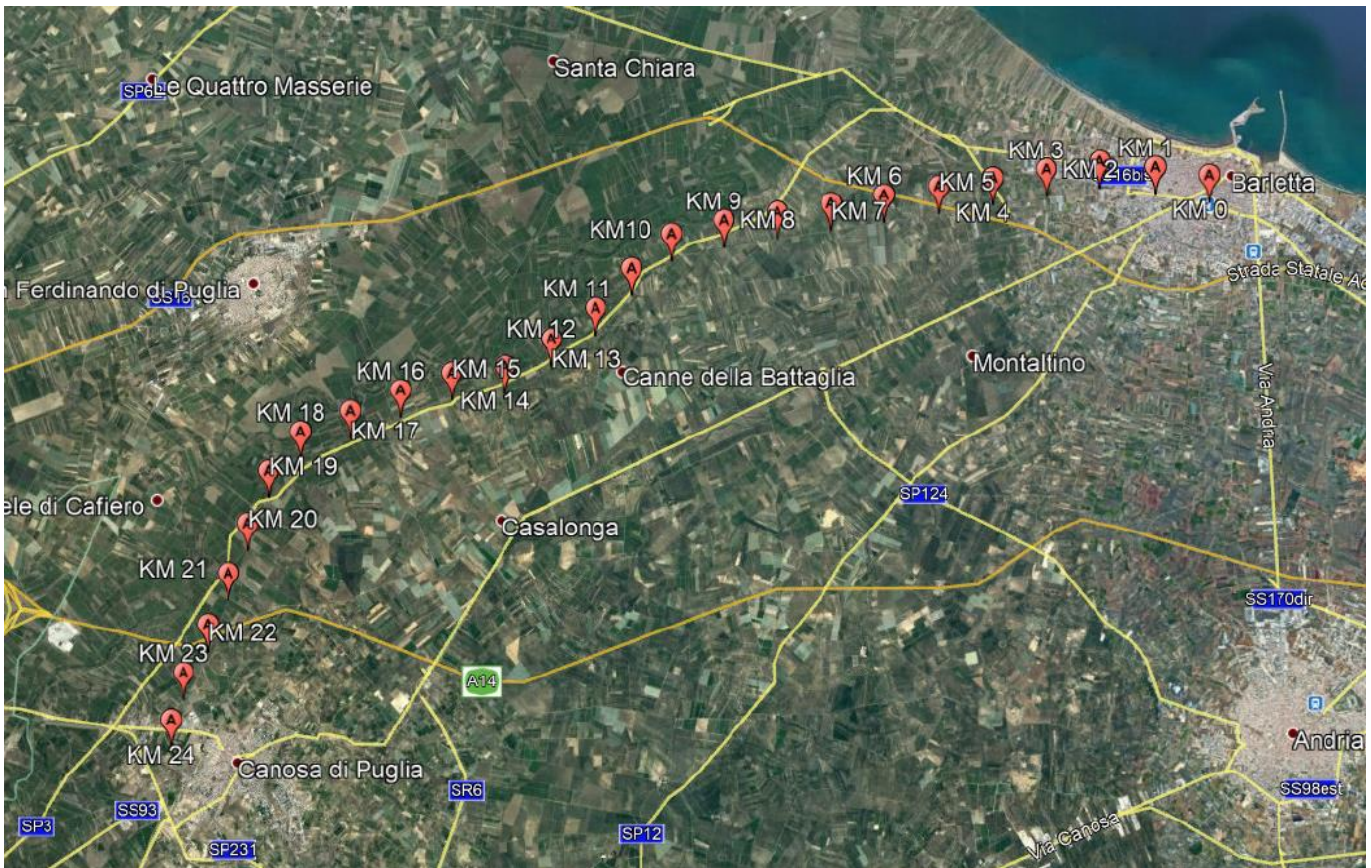 Santa Chiara
SP62
Le Quattro Masserie
KM 3
KM 2
16bis
KM 1
Barletta
KM 6
KM 5
KM 4
KM 0
KM 9
KM 8
KM 7
KM10
Strada Statale
Ferdinando di Puglia
SS16
KM 11
KM 12
KM 13
Canne della Battaglia
Montaltino
KM 16
KM 15
KM 14
Via Andria
KM 18
KM 17
KM 19
ele di Cafiero
KM 20
Casalonga
SP124
KM 21
SS170dir
KM 22
KM 23
A14
KM 24
Canosa di Puglia
Andria
SR6
SS98est
SS93
SP3
SP12
SP231
Via Canosa